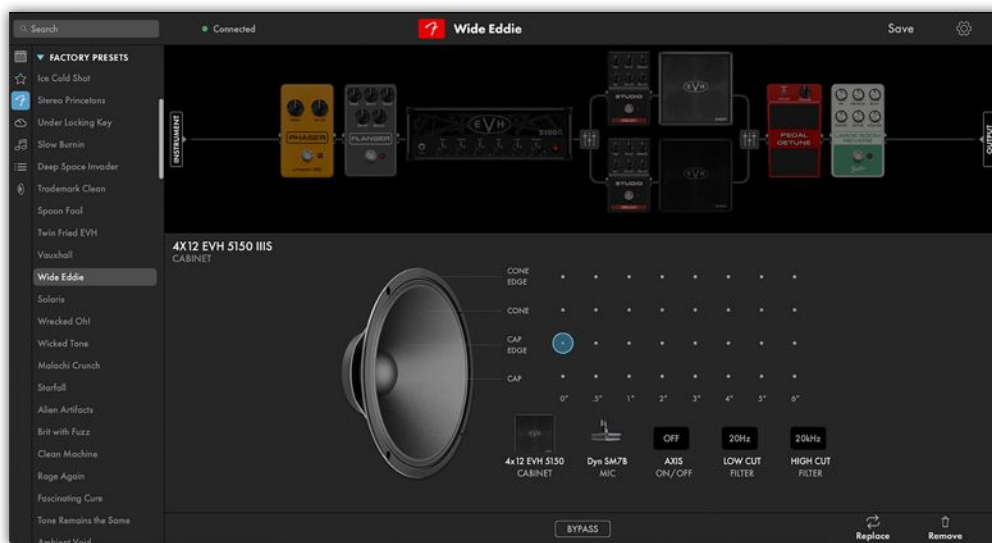 Search
Connected
Wide Eddie
Save
FACTORY PRESETS
Ice Cold Shot
Stereo Princetons
Under Locking Key
Slow Burnin
Deep Space Invader
Trademark Clean
Spoon Fool
Twin Fried EVH
Vauxhall
Wide Eddie
Solaris
Wrecked Oh!
Wicked Tone
Malachi Crunch
Starfall
Alien Artifacts
Brit with Fuzz
Clean Machine
Rage Again
Fascinating Cure
Tone Remains the Same
Ambient Void
INSTRUMENT
PHASER
FLANGER
EVH
STUDIO
EVH
STUDIO
EVH
PEDAL
DETUNE
OUTPUT
4X12 EVH 5150 IIIS
CABINET
CONE
EDGE
CONE
CAP
EDGE
CAP
0" .5" 1" 2" 3" 4" 5" 6"
OFF 20Hz 20kHz
4x12 EVH 5150 Dyn SM7B AXIS LOW CUT HIGH CUT
CABINET MIC ON/OFF FILTER FILTER
BYPASS
Replace Remove